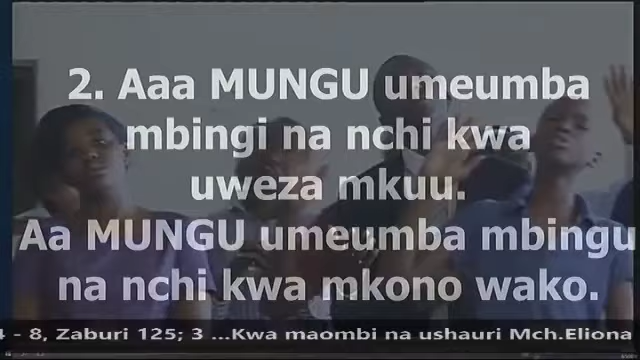 2. Aaa MUNGU umeumba
mbingi na nchi kwa
uweza mkuu.
Aa MUNGU umeumba mbingu
na nchi kwa mkono wako.
- 8, Zaburi 125; 3 ...Kwa maombi na ushauri Mch.Eliona